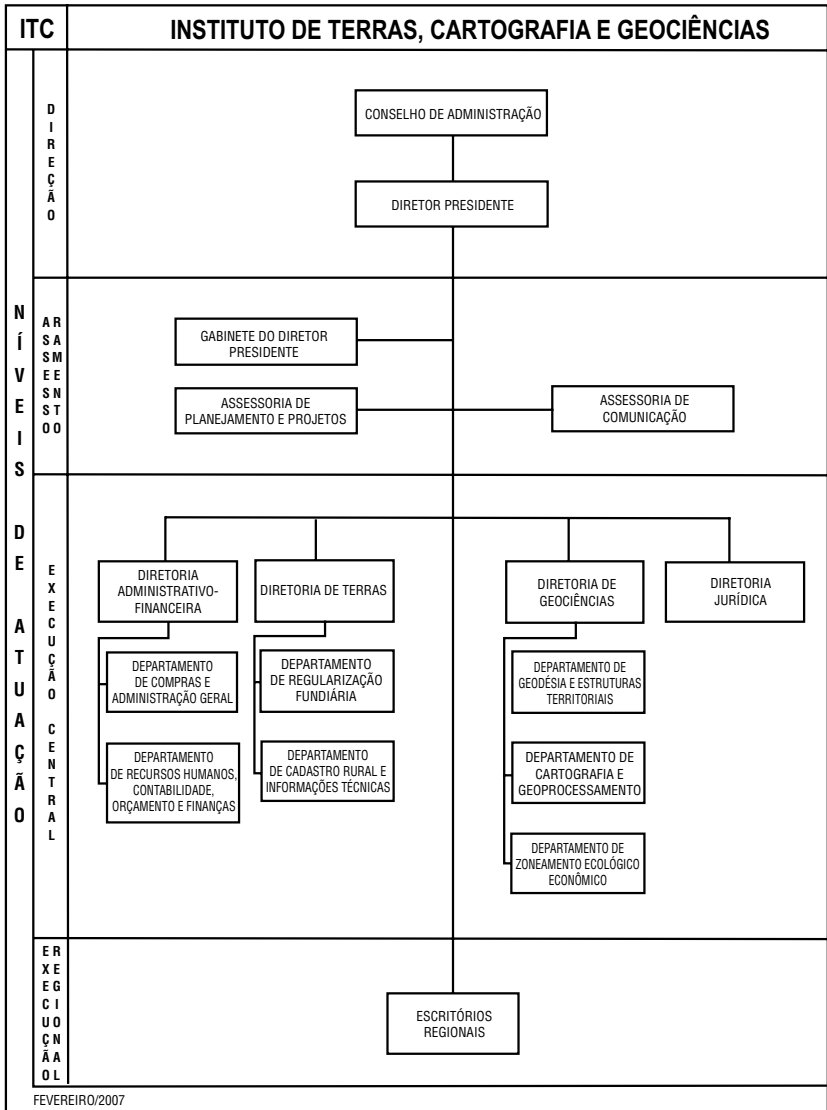 ITC
INSTITUTO DE TERRAS, CARTOGRAFIA E GEOCIÊNCIAS
NÍVEIS DE ATUAÇÃO
DIREÇÃO
CONSELHO DE ADMINISTRAÇÃO
DIRETOR PRESIDENTE
ASSESSORAMENTO
GABINETE DO DIRETOR
PRESIDENTE
ASSESSORIA DE
PLANEJAMENTO E PROJETOS
ASSESSORIA DE
COMUNICAÇÃO
EXECUÇÃO CENTRAL
DIRETORIA
ADMINISTRATIVO-
FINANCEIRA
DIRETORIA DE TERRAS
DIRETORIA DE
GEOCIÊNCIAS
DIRETORIA
JURÍDICA
DEPARTAMENTO
DE COMPRAS E
ADMINISTRAÇÃO GERAL
DEPARTAMENTO
DE REGULARIZAÇÃO
FUNDIÁRIA
DEPARTAMENTO DE
GEODÉSIA E ESTRUTURAS
TERRITORIAIS
DEPARTAMENTO
DE RECURSOS HUMANOS,
CONTABILIDADE,
ORÇAMENTO E FINANÇAS
DEPARTAMENTO
DE CADASTRO RURAL E
INFORMAÇÕES TÉCNICAS
DEPARTAMENTO DE
CARTOGRAFIA E
GEOPROCESSAMENTO
DEPARTAMENTO DE
ZONEAMENTO ECOLÓGICO
ECONÔMICO
EXECUÇÃO
REGIONAL
ESCRITÓRIOS
REGIONAIS
FEVEREIRO/2007